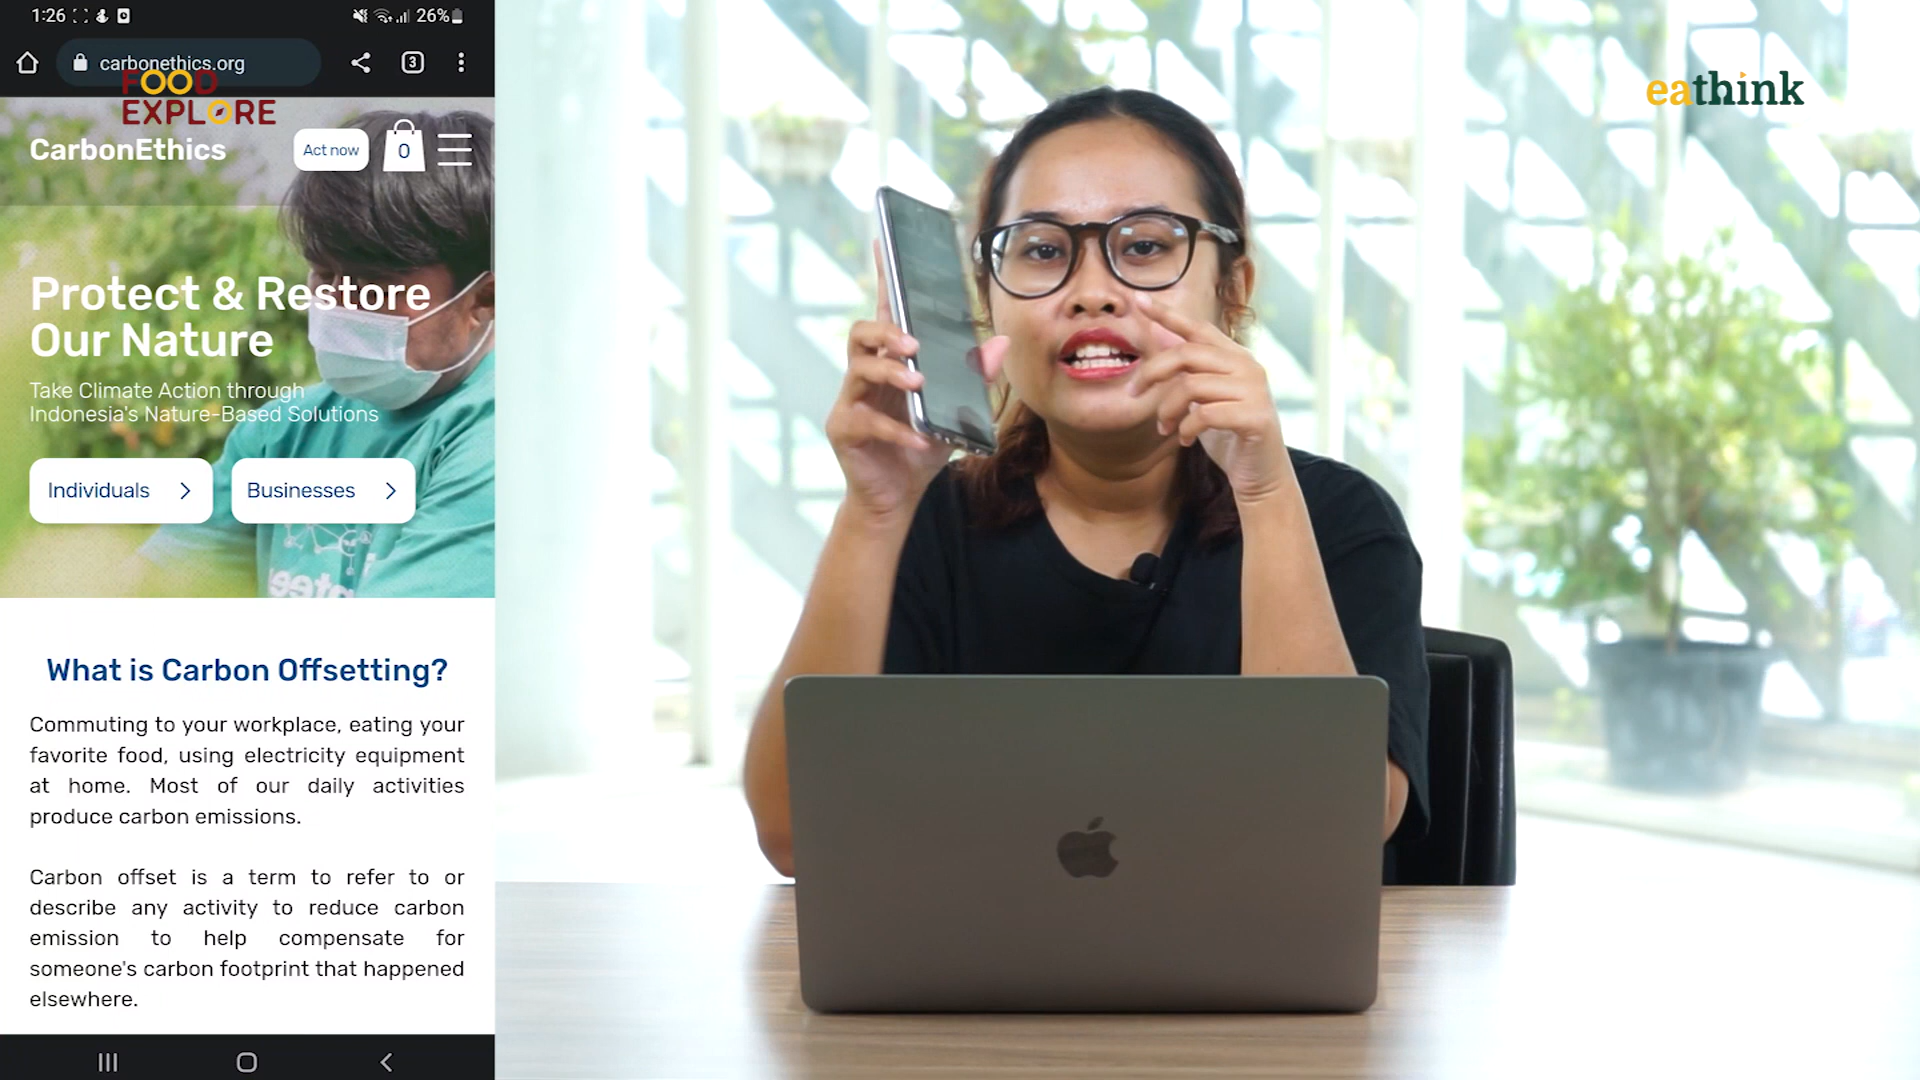 1:26
26%
carbonethics.org
3
FOOD
EXPLORE
CarbonEthics
Act now
0
Protect & Restore
Our Nature
Take Climate Action through
Indonesia's Nature-Based Solutions
Individuals
Businesses
What is Carbon Offsetting?
Commuting to your workplace, eating your
favorite food, using electricity equipment
at home. Most of our daily activities
produce carbon emissions.
Carbon offset is a term to refer to or
describe any activity to reduce carbon
emission to help compensate for
someone's carbon footprint that happened
elsewhere.
eathink